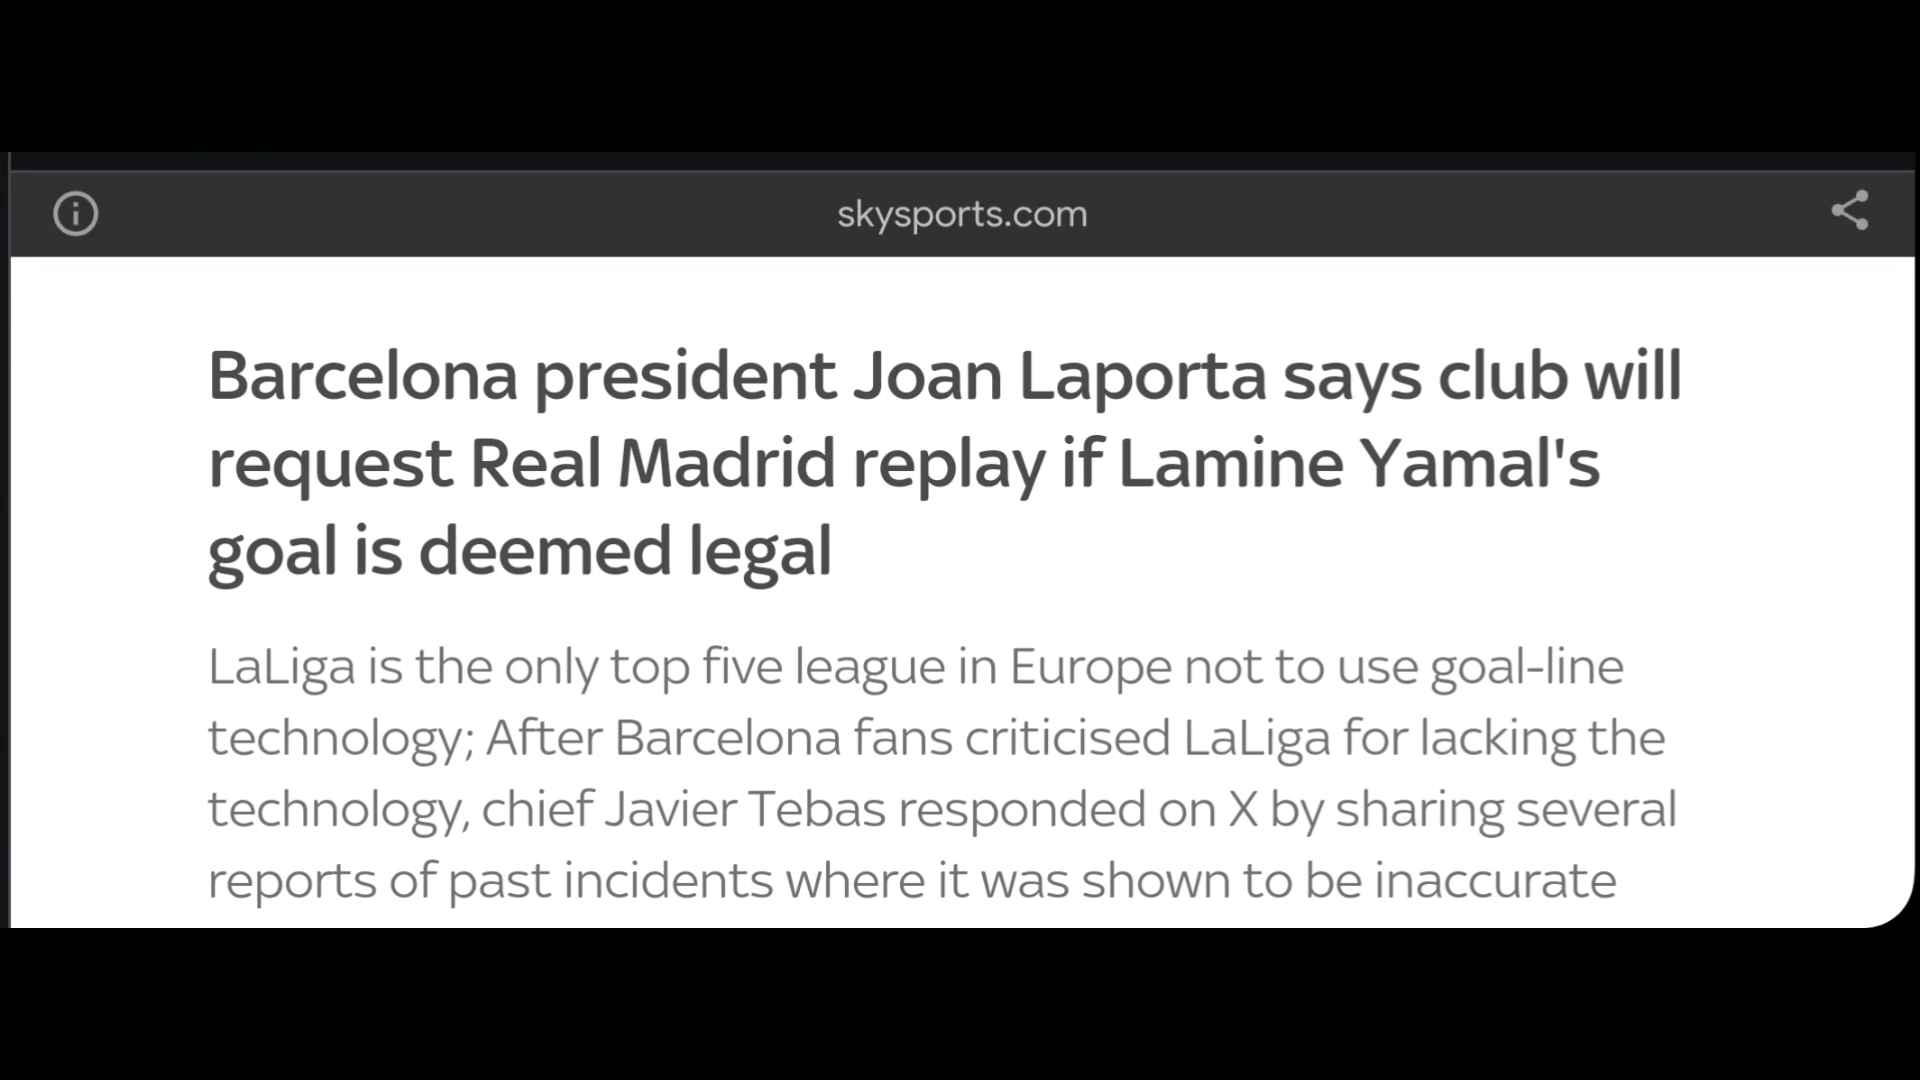 skysports.com
Barcelona president Joan Laporta says club will
request Real Madrid replay if Lamine Yamal's
goal is deemed legal
LaLiga is the only top five league in Europe not to use goal-line
technology; After Barcelona fans criticised LaLiga for lacking the
technology, chief Javier Tebas responded on X by sharing several
reports of past incidents where it was shown to be inaccurate